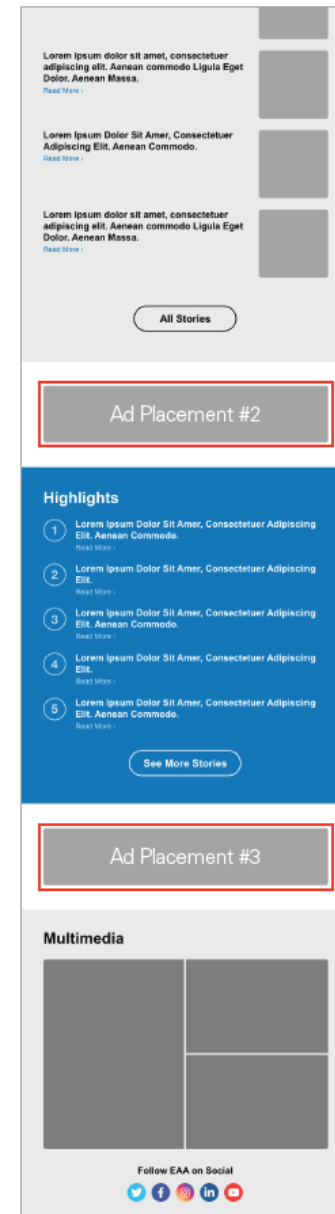 Lorem ipsum dolor sit amet, consectetuer
adipiscing elit. Aenean commodo Ligula Eget
Dolor. Aenean Massa.
Read More ›
Lorem Ipsum Dolor Sit Amer, Consectetuer
Adipiscing Elit. Aenean Commodo.
Read More ›
Lorem ipsum dolor sit amet, consectetuer
adipiscing elit. Aenean commodo Ligula Eget
Dolor. Aenean Massa.
Read More ›
All Stories
Ad Placement #2
Highlights
1 Lorem Ipsum Dolor Sit Amer, Consectetuer Adipiscing
Elit. Aenean Commodo.
Read More ›
2 Lorem Ipsum Dolor Sit Amer, Consectetuer Adipiscing
Elit.
Read More ›
3 Lorem Ipsum Dolor Sit Amer, Consectetuer Adipiscing
Elit. Aenean Commodo.
Read More ›
4 Lorem Ipsum Dolor Sit Amer, Consectetuer Adipiscing
Elit.
Read More ›
5 Lorem Ipsum Dolor Sit Amer, Consectetuer Adipiscing
Elit. Aenean Commodo.
Read More ›
See More Stories
Ad Placement #3
Multimedia
Follow EAA on Social